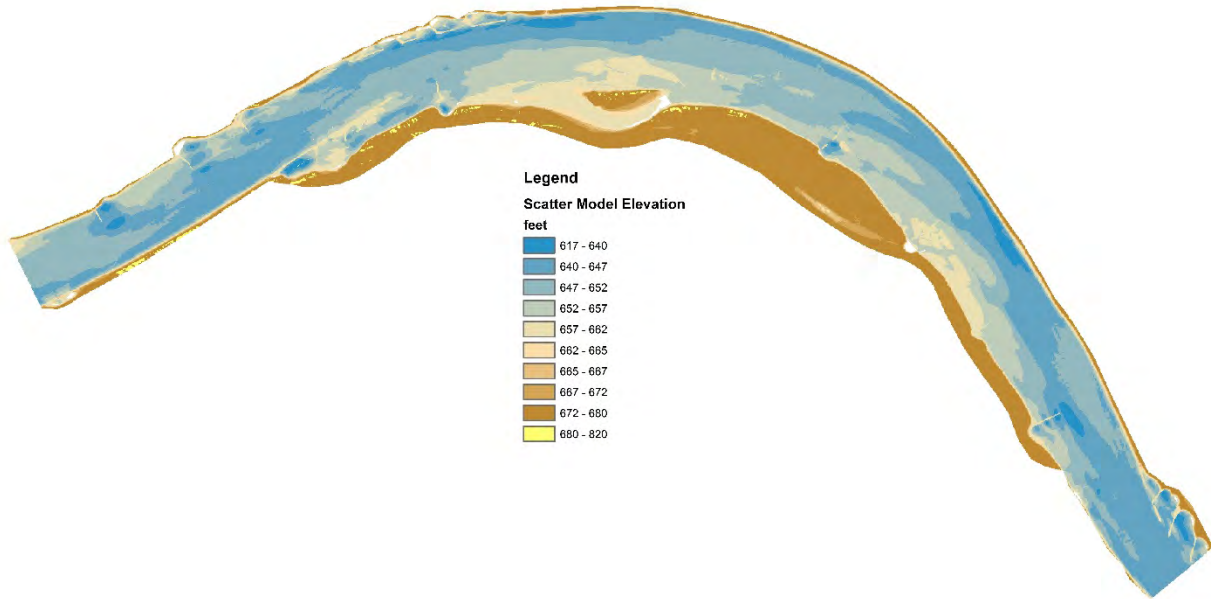 Legend
Scatter Model Elevation
feet
617 - 640
640 - 647
647 - 652
652 - 657
657 - 662
662 - 665
665 - 667
667 - 672
672 - 680
680 - 820